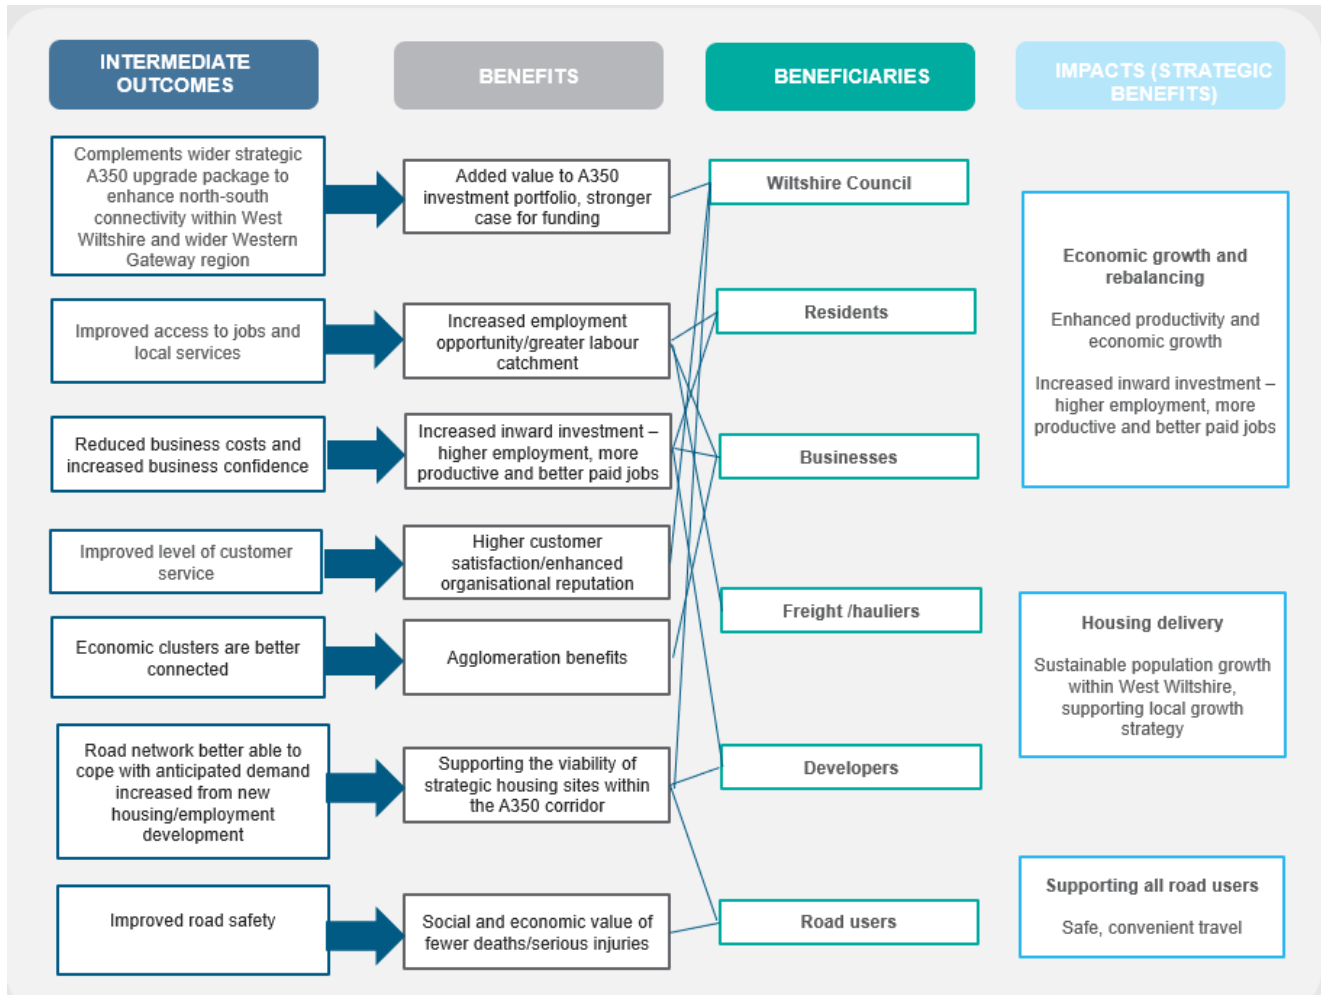 INTERMEDIATE
OUTCOMES
BENEFITS
BENEFICIARIES
IMPACTS (STRATEGIC
BENEFITS)
Complements wider strategic
A350 upgrade package to
enhance north-south
connectivity within West
Wiltshire and wider Western
Gateway region
Added value to A350
investment portfolio, stronger
case for funding
Improved access to jobs and
local services
Increased employment
opportunity/greater labour
catchment
Reduced business costs and
increased business confidence
Increased inward investment –
higher employment, more
productive and better paid jobs
Improved level of customer
service
Higher customer
satisfaction/enhanced
organisational reputation
Economic clusters are better
connected
Agglomeration benefits
Road network better able to
cope with anticipated demand
increased from new
housing/employment
development
Supporting the viability of
strategic housing sites within
the A350 corridor
Improved road safety
Social and economic value of
fewer deaths/serious injuries
Wiltshire Council
Residents
Businesses
Freight /hauliers
Developers
Road users
Economic growth and
rebalancing
Enhanced productivity and
economic growth
Increased inward investment –
higher employment, more
productive and better paid jobs
Housing delivery
Sustainable population growth
within West Wiltshire,
supporting local growth
strategy
Supporting all road users
Safe, convenient travel